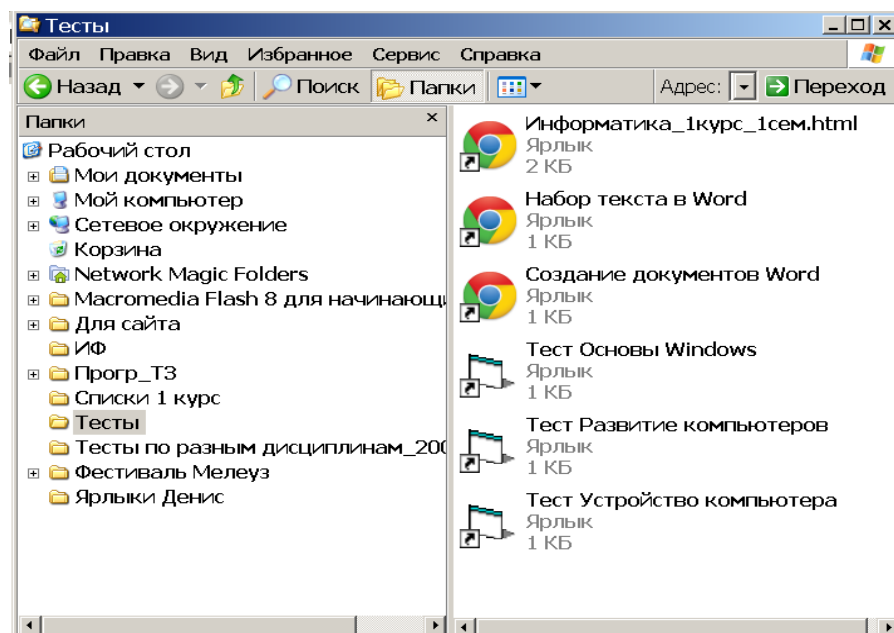 Тесты
Файл Правка Вид Избранное Сервис Справка
Назад Поиск Папки Адрес: Переход
Папки
Рабочий стол
Мои документы
Мой компьютер
Сетевое окружение
Корзина
Network Magic Folders
Macromedia Flash 8 для начинающи
Для сайта
ИФ
Прогр_ТЗ
Списки 1 курс
Тесты
Тесты по разным дисциплинам_200
Фестиваль Мелеуз
Ярлыки Денис
Информатика_1курс_1сем.html
Ярлык
2 КБ
Набор текста в Word
Ярлык
1 КБ
Создание документов Word
Ярлык
1 КБ
Тест Основы Windows
Ярлык
1 КБ
Тест Развитие компьютеров
Ярлык
1 КБ
Тест Устройство компьютера
Ярлык
1 КБ